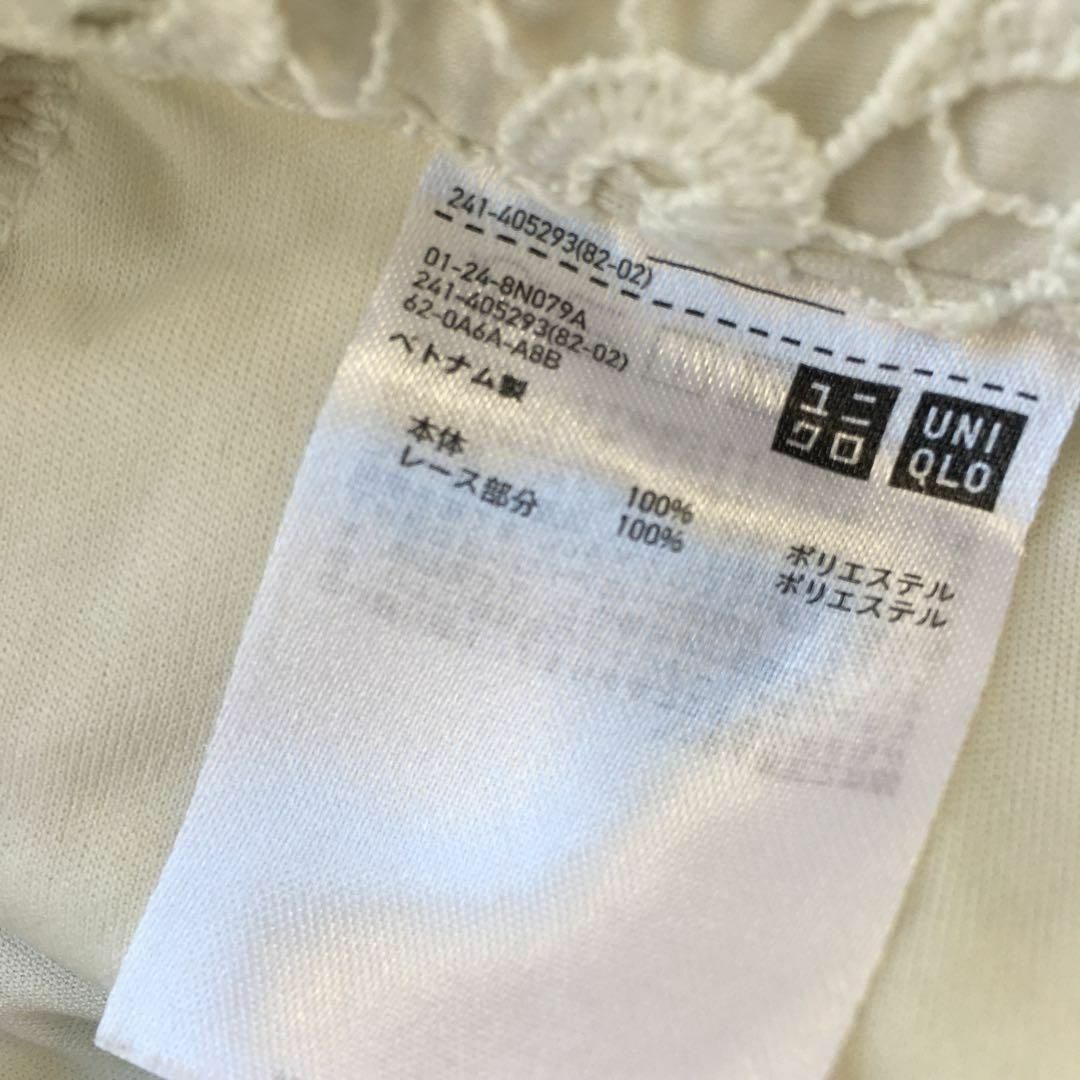 241-405293(82-02)
01-24-8N079A
241-405293(82-02)
62-0A6A-A8B
ベトナム製
ユニ
クロ
UNI
QLO
本体 100% ポリエステル
レース部分 100% ポリエステル